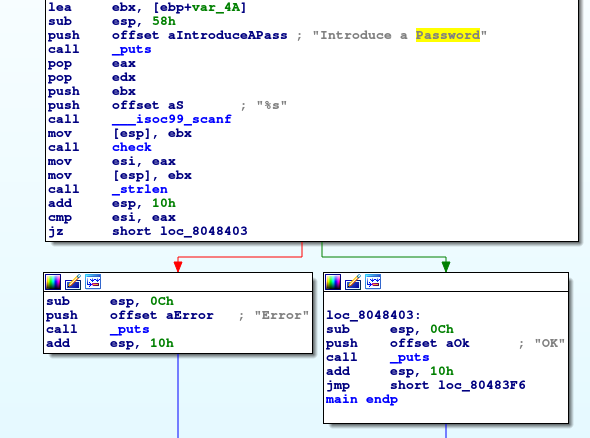 lea ebx, [ebp+var_4A]
sub esp, 58h
push offset aIntroduceAPass ; "Introduce a Password"
call _puts
pop eax
pop edx
push ebx
push offset aS ; "%s"
call ___isoc99_scanf
mov [esp], ebx
call check
mov esi, eax
mov [esp], ebx
call _strlen
add esp, 10h
cmp esi, eax
jz short loc_8048403
sub esp, 0Ch
push offset aError ; "Error"
call _puts
add esp, 10h
loc_8048403:
sub esp, 0Ch
push offset aOk ; "OK"
call _puts
add esp, 10h
jmp short loc_80483F6
main endp